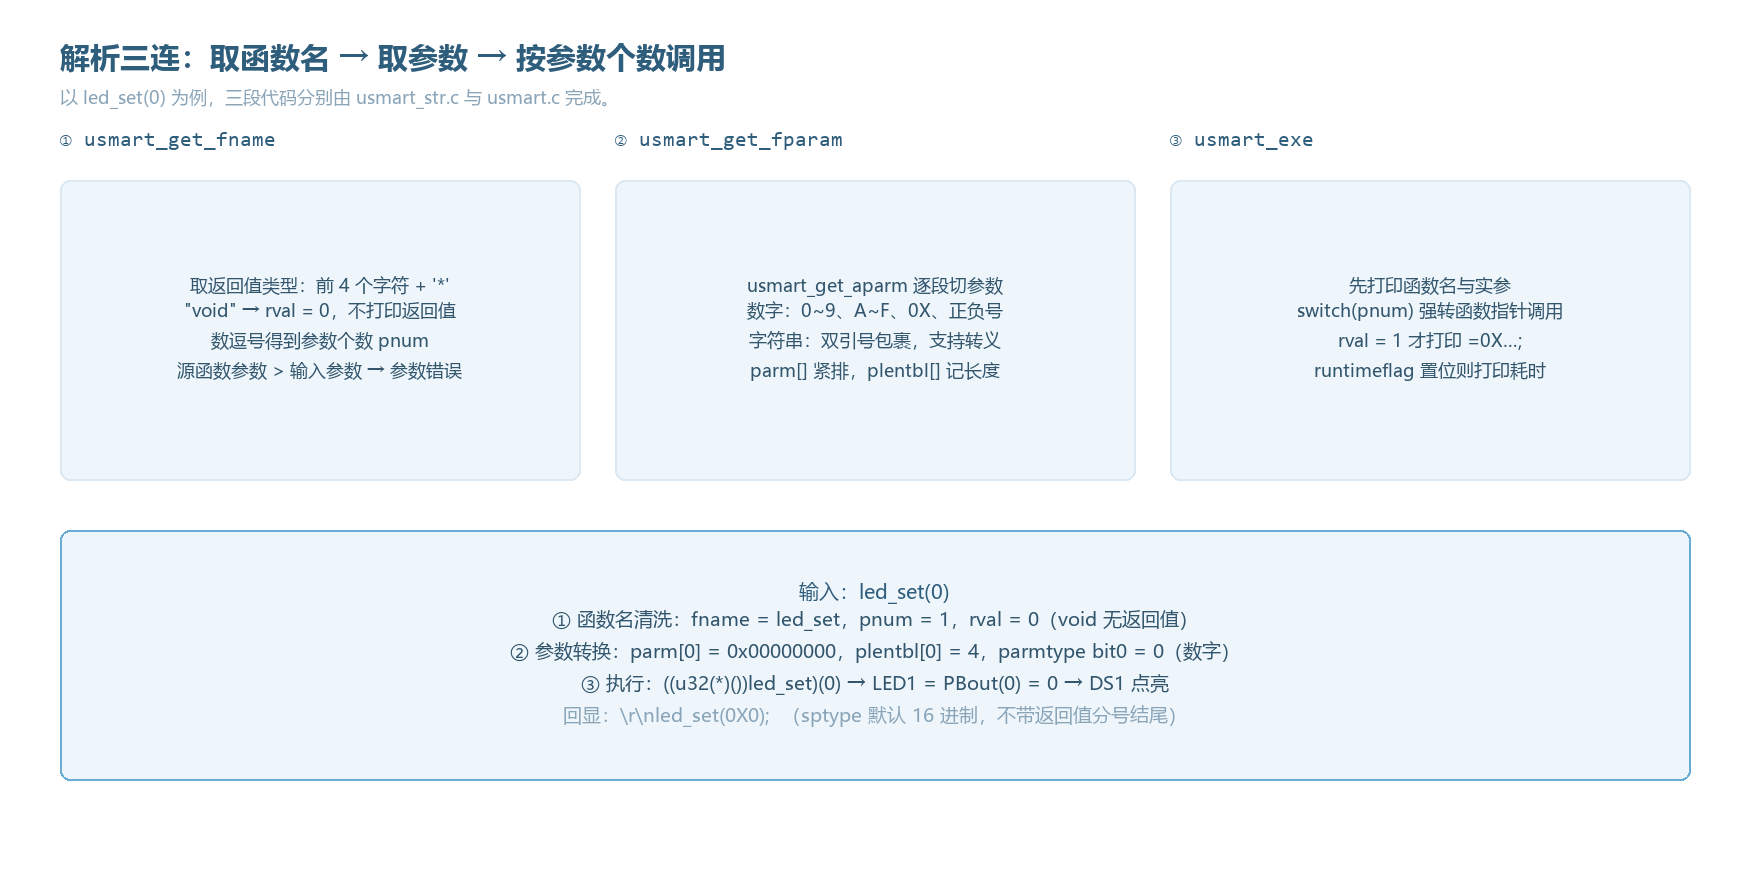 解析三连：取函数名 → 取参数 → 按参数个数调用
以 led_set(0) 为例，三段代码分别由 usmart_str.c 与 usmart.c 完成。
① usmart_get_fname
取返回值类型：前 4 个字符 + '*'
"void" → rval = 0，不打印返回值
数逗号得到参数个数 pnum
源函数参数 > 输入参数 → 参数错误
② usmart_get_fparam
usmart_get_aparm 逐段切参数
数字：0~9、A~F、0X、正负号
字符串：双引号包裹，支持转义
parm[] 紧排，plentbl[] 记长度
③ usmart_exe
先打印函数名与实参
switch(pnum) 强转函数指针调用
rval = 1 才打印 =0X...;
runtimeflag 置位则打印耗时
输入：led_set(0)
① 函数名清洗：fname = led_set，pnum = 1，rval = 0（void 无返回值）
② 参数转换：parm[0] = 0x00000000，plentbl[0] = 4，parmtype bit0 = 0（数字）
③ 执行：((u32(*)())led_set)(0) → LED1 = PBout(0) = 0 → DS1 点亮
回显：\r\nled_set(0X0); （sptype 默认 16 进制，不带返回值分号结尾）